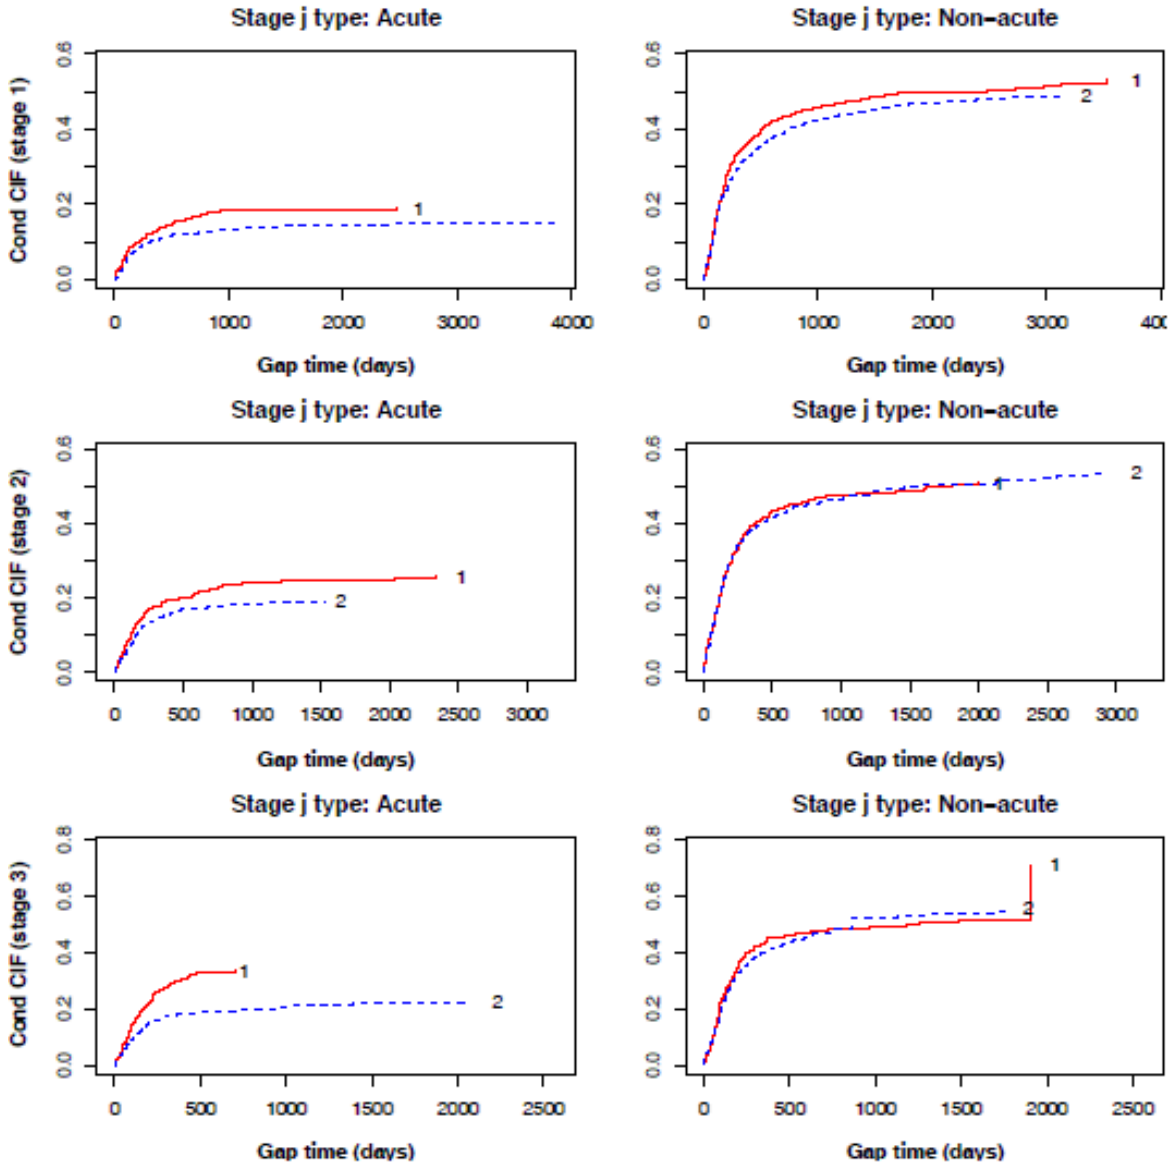 Stage j type: Acute
Cond CIF (stage 1)
0.0 0.2 0.4 0.6
1
0 1000 2000 3000 4000
Gap time (days)
Stage j type: Non-acute
0.0 0.2 0.4 0.6
1
2
0 1000 2000 3000 400
Gap time (days)
Stage j type: Acute
Cond CIF (stage 2)
0.0 0.2 0.4 0.6
1
2
0 500 1000 1500 2000 2500 3000
Gap time (days)
Stage j type: Non-acute
0.0 0.2 0.4 0.6
1
2
0 500 1000 1500 2000 2500 3000
Gap time (days)
Stage j type: Acute
Cond CIF (stage 3)
0.0 0.2 0.4 0.6 0.8
1
2
0 500 1000 1500 2000 2500
Gap time (days)
Stage j type: Non-acute
0.0 0.2 0.4 0.6 0.8
1
2
0 500 1000 1500 2000 2500
Gap time (days)